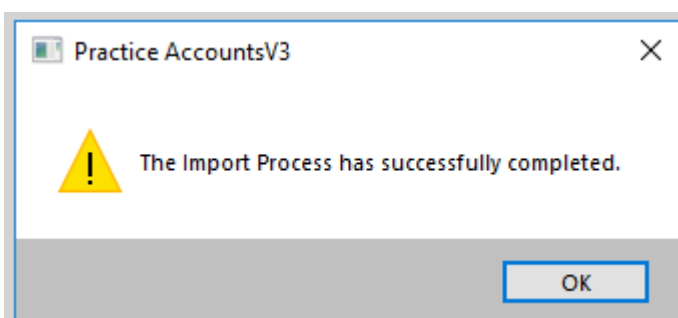 Practice AccountsV3
The Import Process has successfully completed.
OK